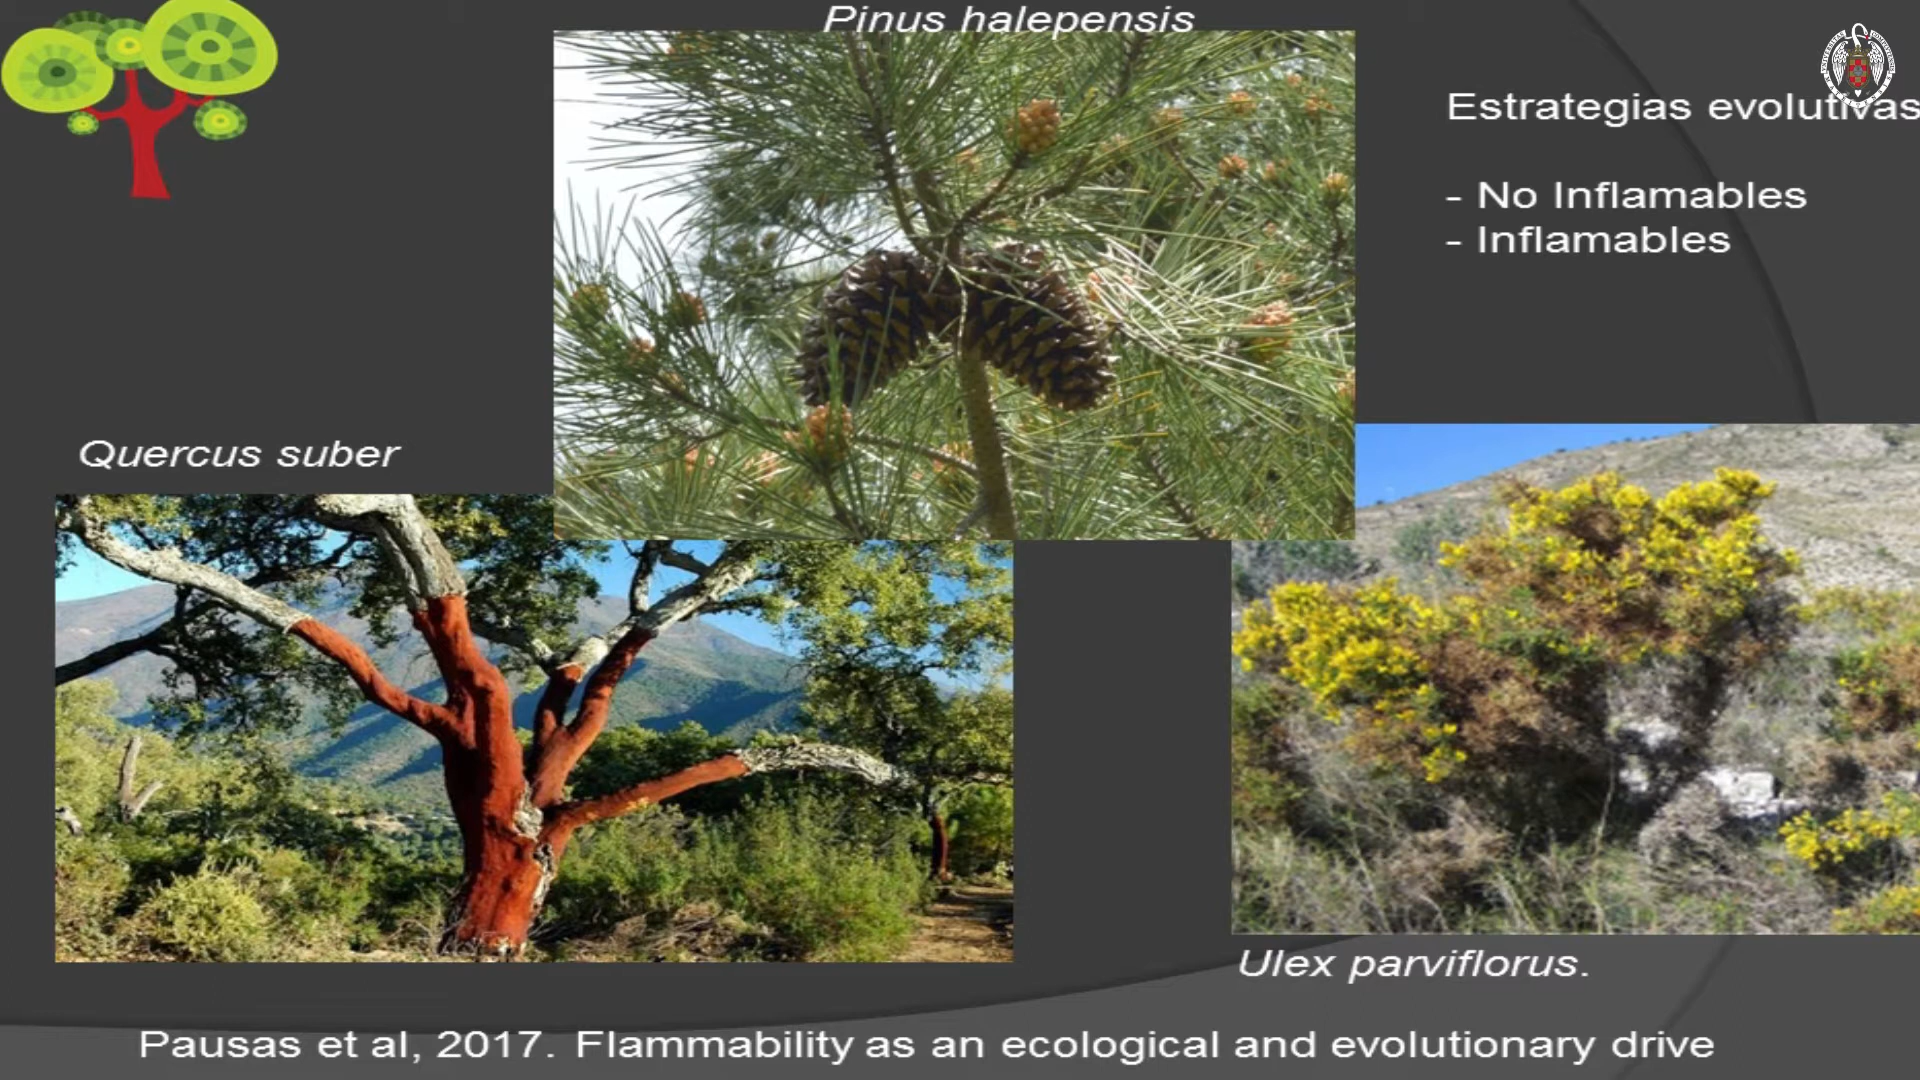 Pinus halepensis
Estrategias evolutivas
- No Inflamables
- Inflamables
Quercus suber
Ulex parviflorus.
Pausas et al, 2017. Flammability as an ecological and evolutionary drive